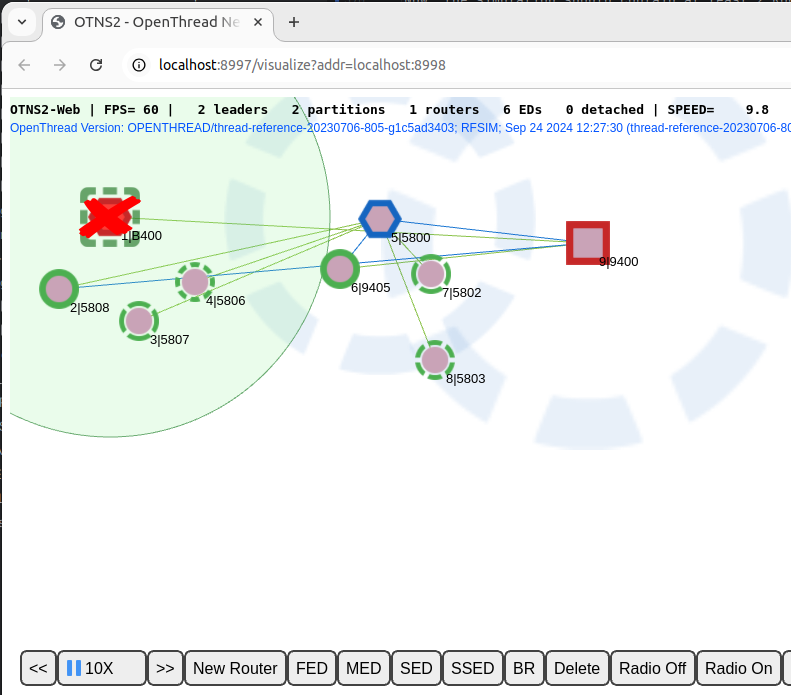 OTNS2 - OpenThread Ne
localhost:8997/visualize?addr=localhost:8998
OTNS2-Web | FPS= 60 | 2 leaders 2 partitions 1 routers 6 EDs 0 detached | SPEED= 9.8
OpenThread Version: OPENTHREAD/thread-reference-20230706-805-g1c5ad3403; RFSIM; Sep 24 2024 12:27:30 (thread-reference-20230706-80
1|B400
5|5800
9|9400
6|9405
7|5802
4|5806
2|5808
3|5807
8|5803
<< 10X >> New Router FED MED SED SSED BR Delete Radio Off Radio On